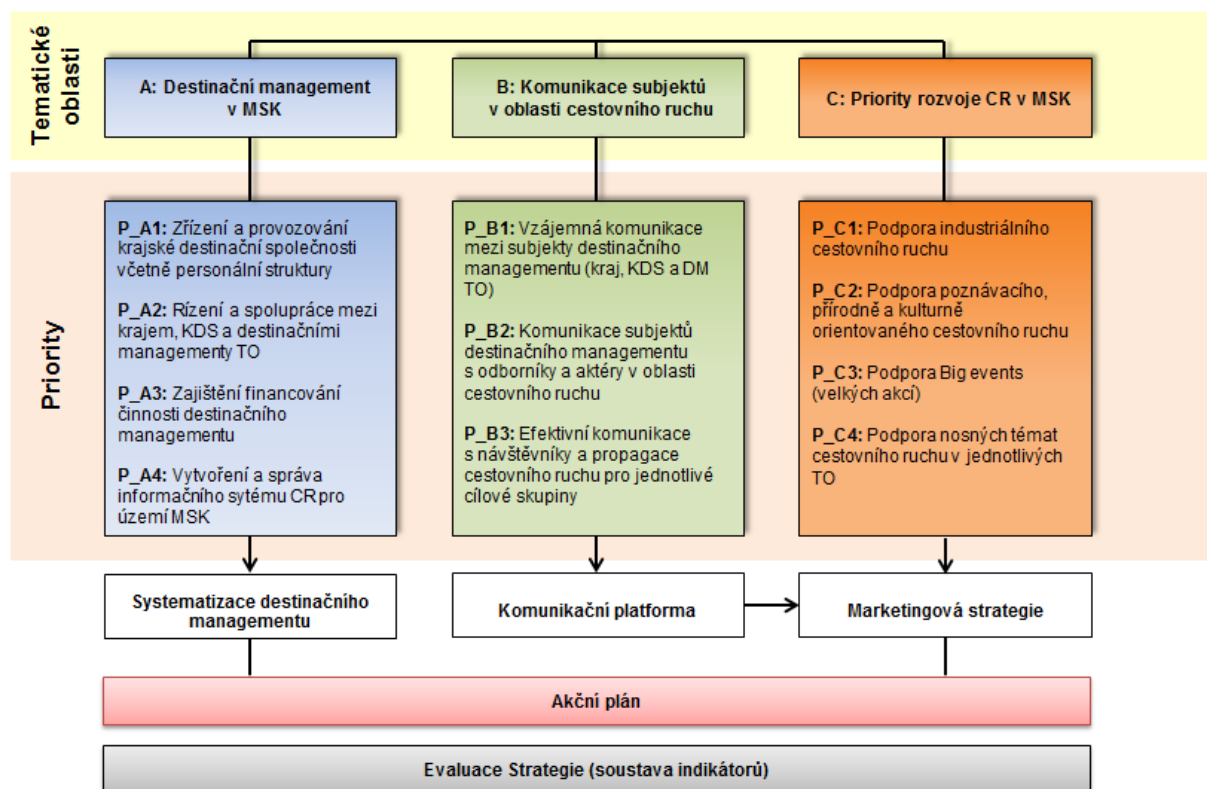 Tematické
oblasti
A: Destinační management
v MSK
B: Komunikace subjektů
v oblasti cestovního ruchu
C: Priority rozvoje CR v MSK
Priority
P_A1: Zřízení a provozování
krajské destinační společnosti
včetně personální struktury
P_A2: Rízení a spolupráce mezi
krajem, KDS a destinačními
managementy TO
P_A3: Zajištění financování
činnosti destinačního
managementu
P_A4: Vytvoření a správa
informačního sytému CR pro
území MSK
P_B1: Vzájemná komunikace
mezi subjekty destinačního
managementu (kraj, KDS a DM
TO)
P_B2: Komunikace subjektů
destinačního managementu
s odborníky a aktéry v oblasti
cestovního ruchu
P_B3: Efektivní komunikace
s návštěvníky a propagace
cestovního ruchu pro jednotlivé
cílové skupiny
P_C1: Podpora industriálního
cestovního ruchu
P_C2: Podpora poznávacího,
přírodně a kulturně
orientovaného cestovního ruchu
P_C3: Podpora Big events
(velkých akcí)
P_C4: Podpora nosných témat
cestovního ruchu v jednotlivých
TO
Systematizace destinačního
managementu
Komunikační platforma
Marketingová strategie
Akční plán
Evaluace Strategie (soustava indikátorů)